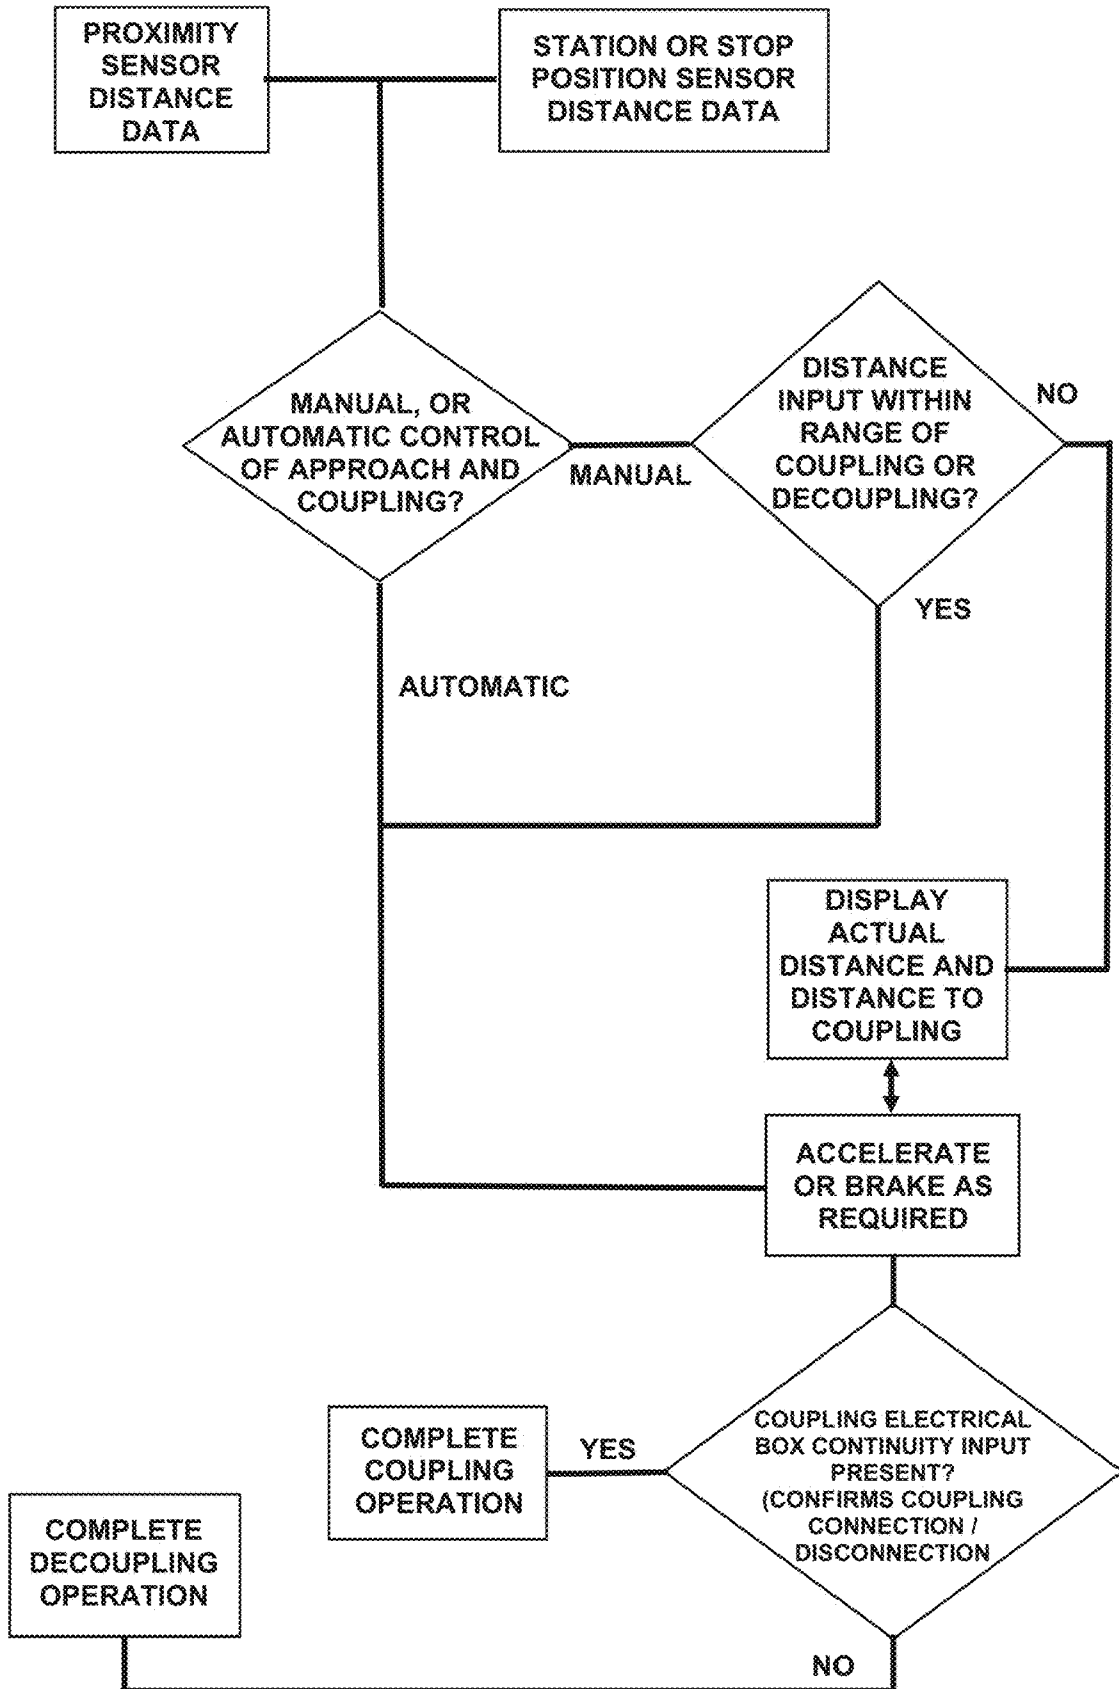 PROXIMITY
SENSOR
DISTANCE
DATA
STATION OR STOP
POSITION SENSOR
DISTANCE DATA
MANUAL, OR
AUTOMATIC CONTROL
OF APPROACH AND
COUPLING?
MANUAL
DISTANCE
INPUT WITHIN
RANGE OF
COUPLING OR
DECOUPLING?
NO
YES
AUTOMATIC
DISPLAY
ACTUAL
DISTANCE AND
DISTANCE TO
COUPLING
ACCELERATE
OR BRAKE AS
REQUIRED
COUPLING ELECTRICAL
BOX CONTINUITY INPUT
PRESENT?
(CONFIRMS COUPLING
CONNECTION /
DISCONNECTION
YES
COMPLETE
COUPLING
OPERATION
COMPLETE
DECOUPLING
OPERATION
NO